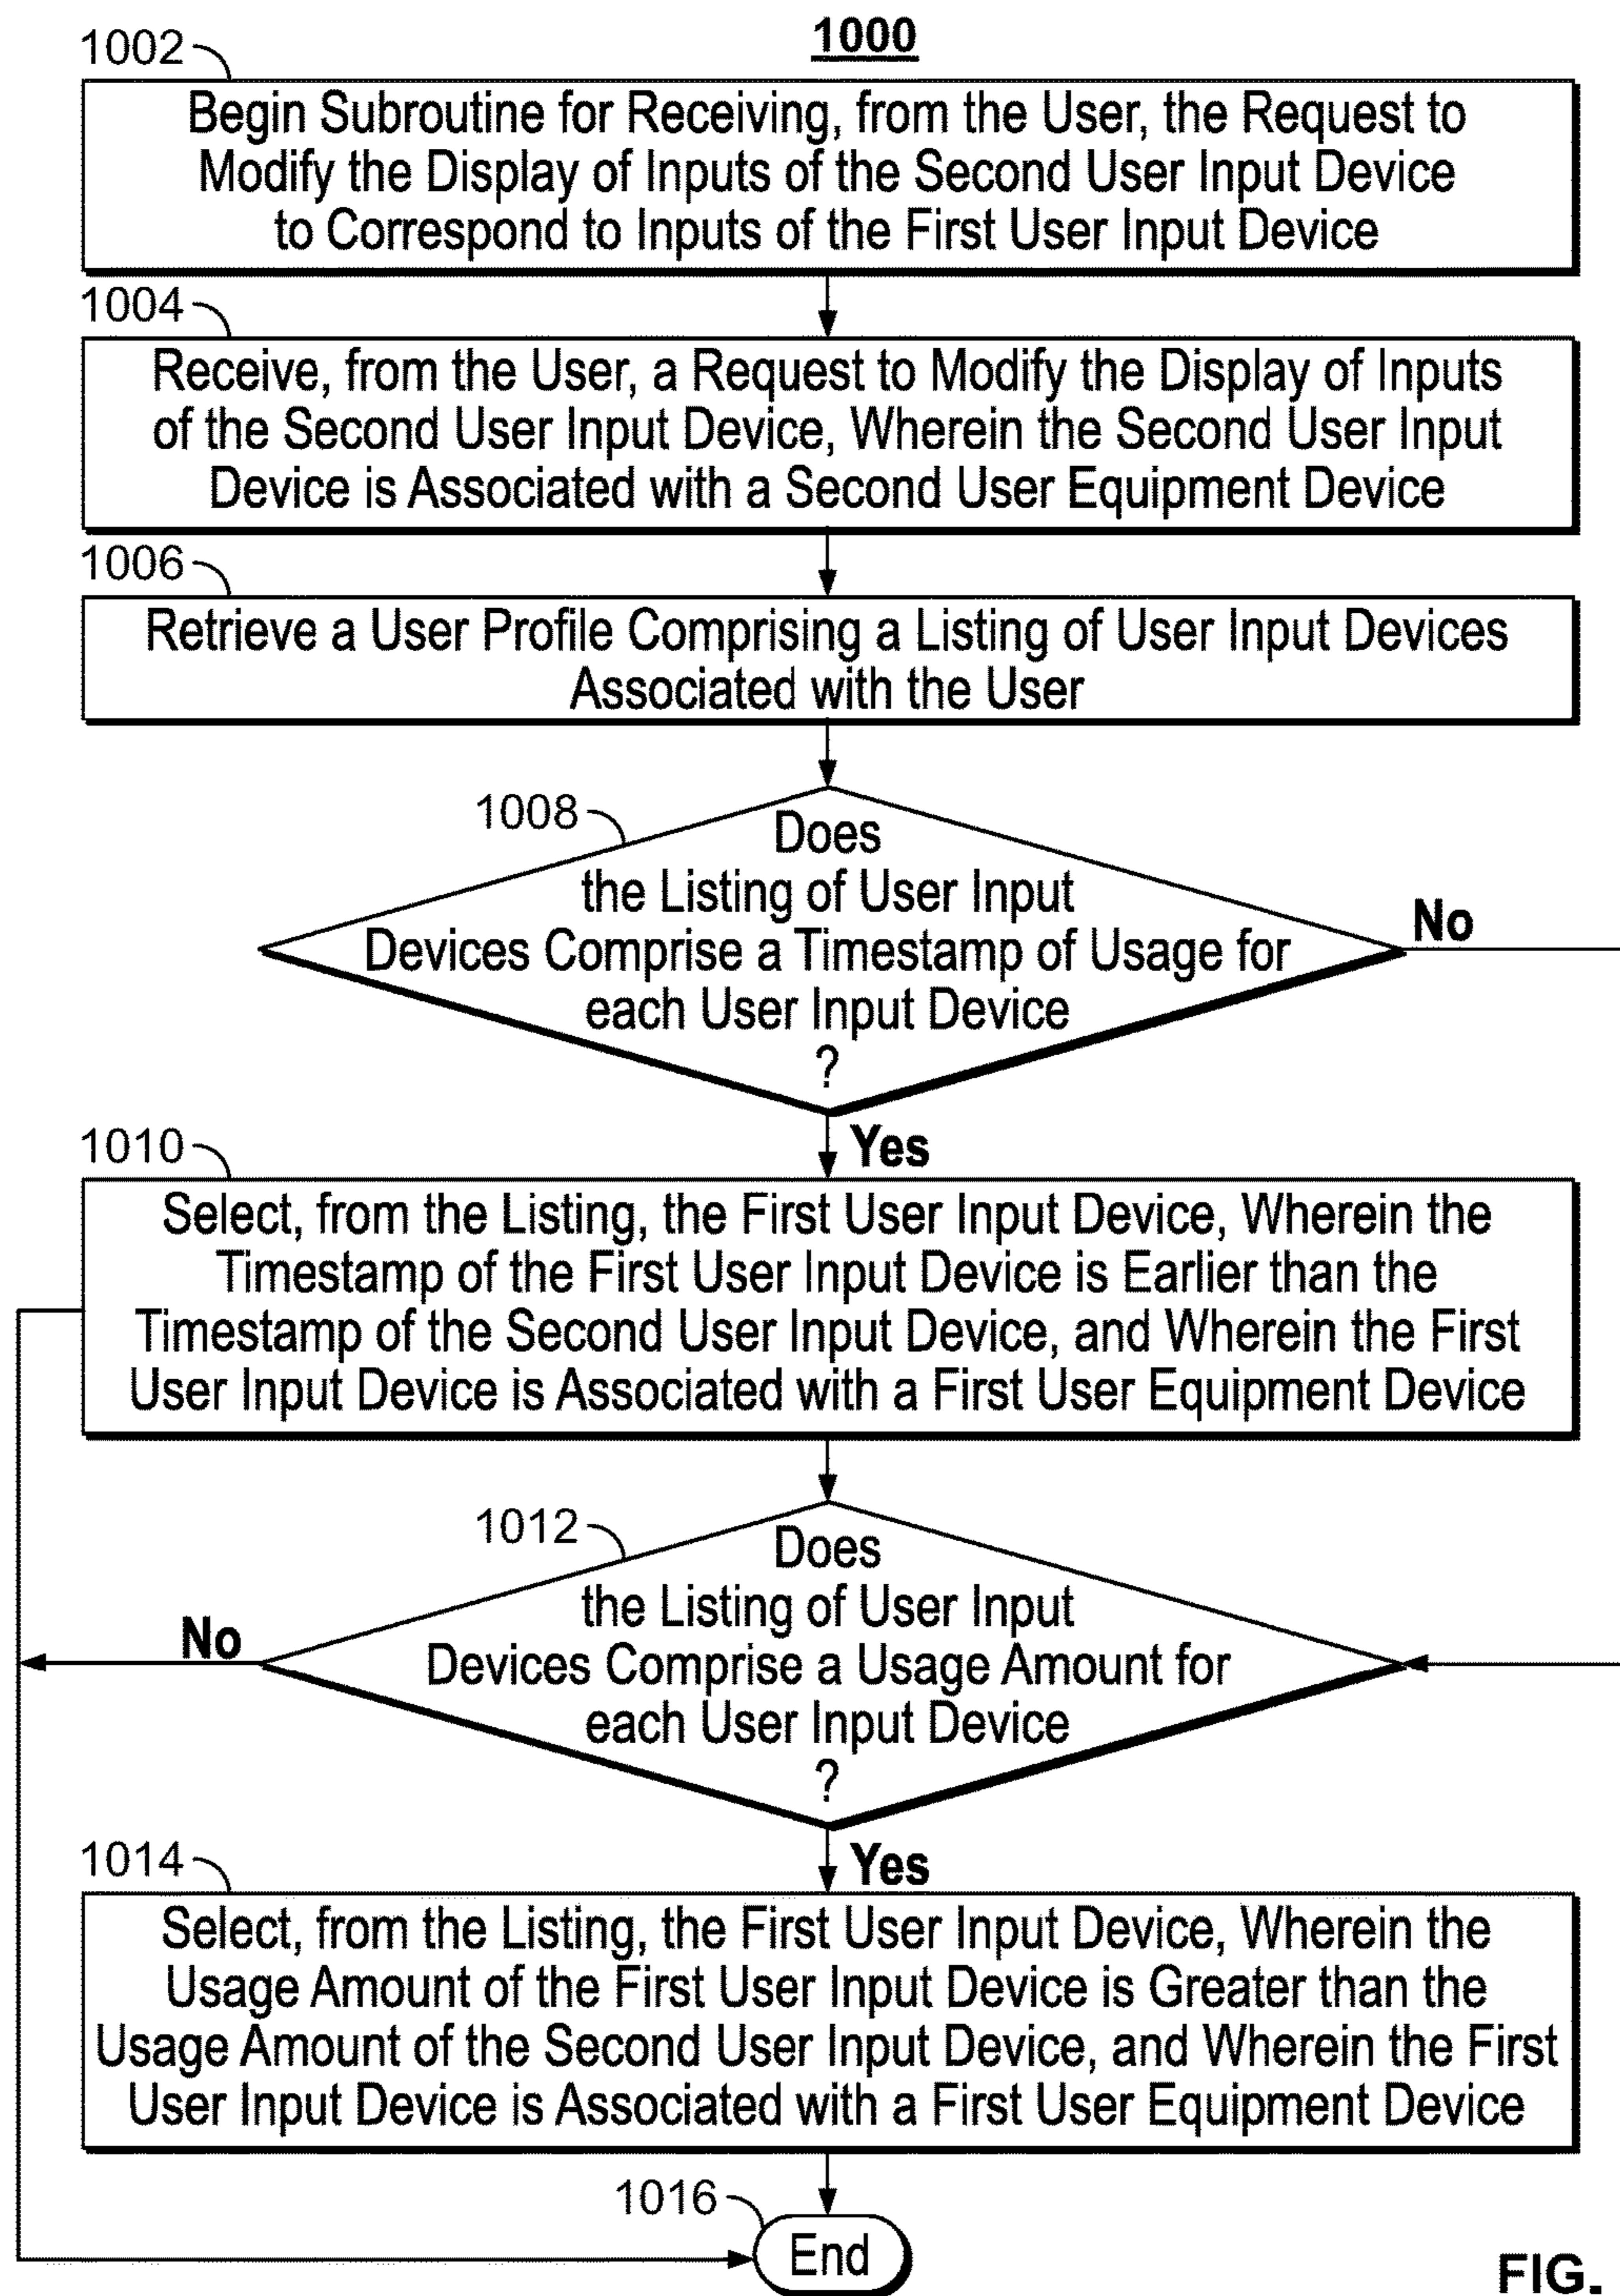 1000
1002
Begin Subroutine for Receiving, from the User, the Request to
Modify the Display of Inputs of the Second User Input Device
to Correspond to Inputs of the First User Input Device
1004
Receive, from the User, a Request to Modify the Display of Inputs
of the Second User Input Device, Wherein the Second User Input
Device is Associated with a Second User Equipment Device
1006
Retrieve a User Profile Comprising a Listing of User Input Devices
Associated with the User
1008
Does
the Listing of User Input
Devices Comprise a Timestamp of Usage for
each User Input Device
?
No
Yes
1010
Select, from the Listing, the First User Input Device, Wherein the
Timestamp of the First User Input Device is Earlier than the
Timestamp of the Second User Input Device, and Wherein the First
User Input Device is Associated with a First User Equipment Device
1012
Does
the Listing of User Input
Devices Comprise a Usage Amount for
each User Input Device
?
No
Yes
1014
Select, from the Listing, the First User Input Device, Wherein the
Usage Amount of the First User Input Device is Greater than the
Usage Amount of the Second User Input Device, and Wherein the First
User Input Device is Associated with a First User Equipment Device
1016
End
FIG.